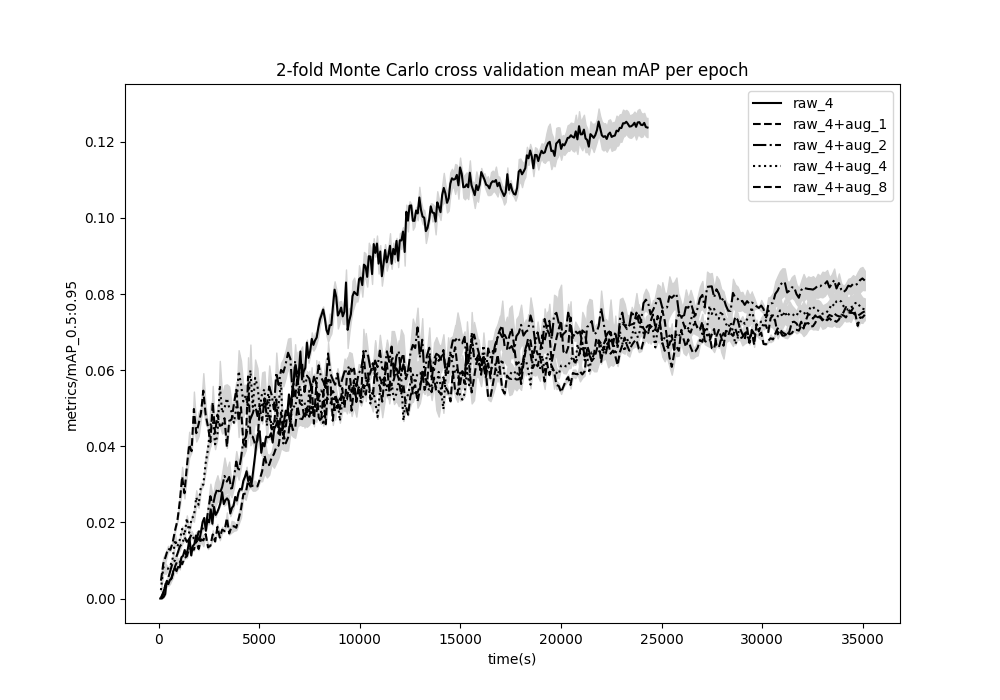 2-fold Monte Carlo cross validation mean mAP per epoch
raw_4
raw_4+aug_1
raw_4+aug_2
raw_4+aug_4
raw_4+aug_8
metrics/mAP_0.5:0.95
0.12
0.10
0.08
0.06
0.04
0.02
0.00
0
5000
10000
15000
20000
25000
30000
35000
time(s)